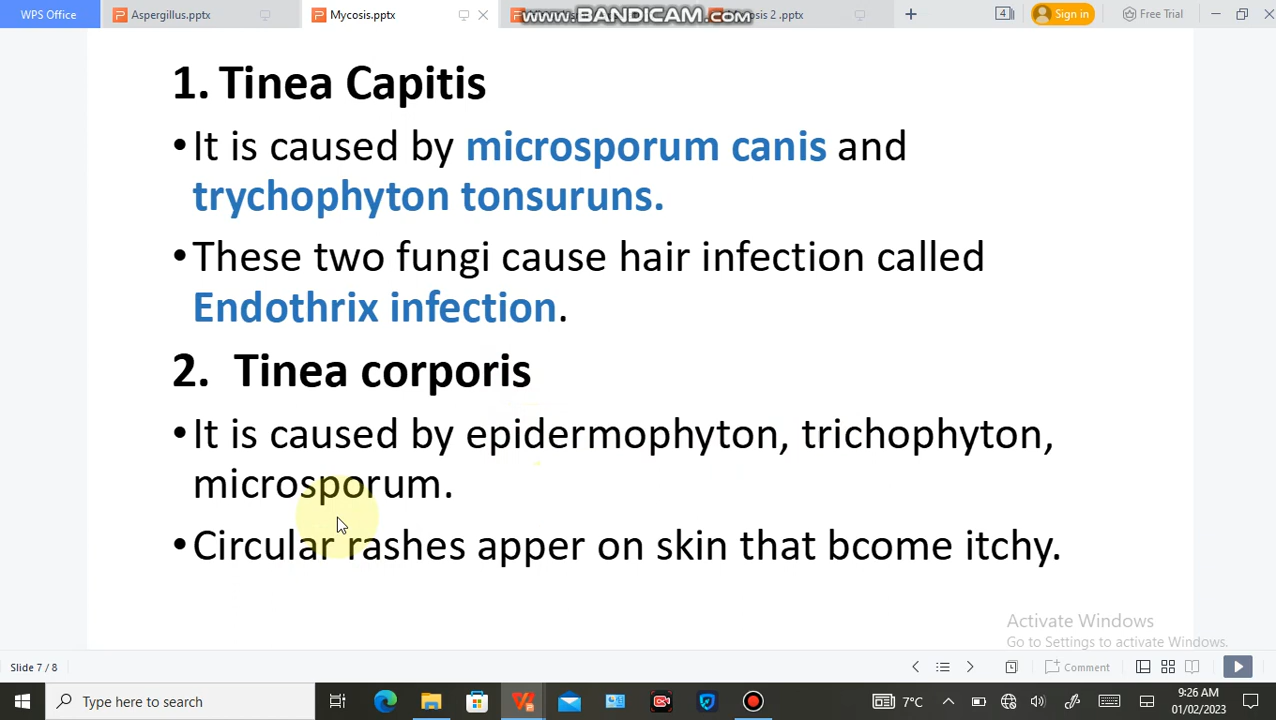 WPS Office Aspergillus.pptx Mycosis.pptx www.BANDICAM.com 2 .pptx 4 Sign in Free Trial
1. Tinea Capitis
•It is caused by microsporum canis and
trychophyton tonsuruns.
•These two fungi cause hair infection called
Endothrix infection.
2. Tinea corporis
•It is caused by epidermophyton, trichophyton,
microsporum.
•Circular rashes apper on skin that bcome itchy.
Activate Windows
Go to Settings to activate Windows.
Slide 7 / 8 Comment
Type here to search 7°C 9:26 AM
01/02/2023